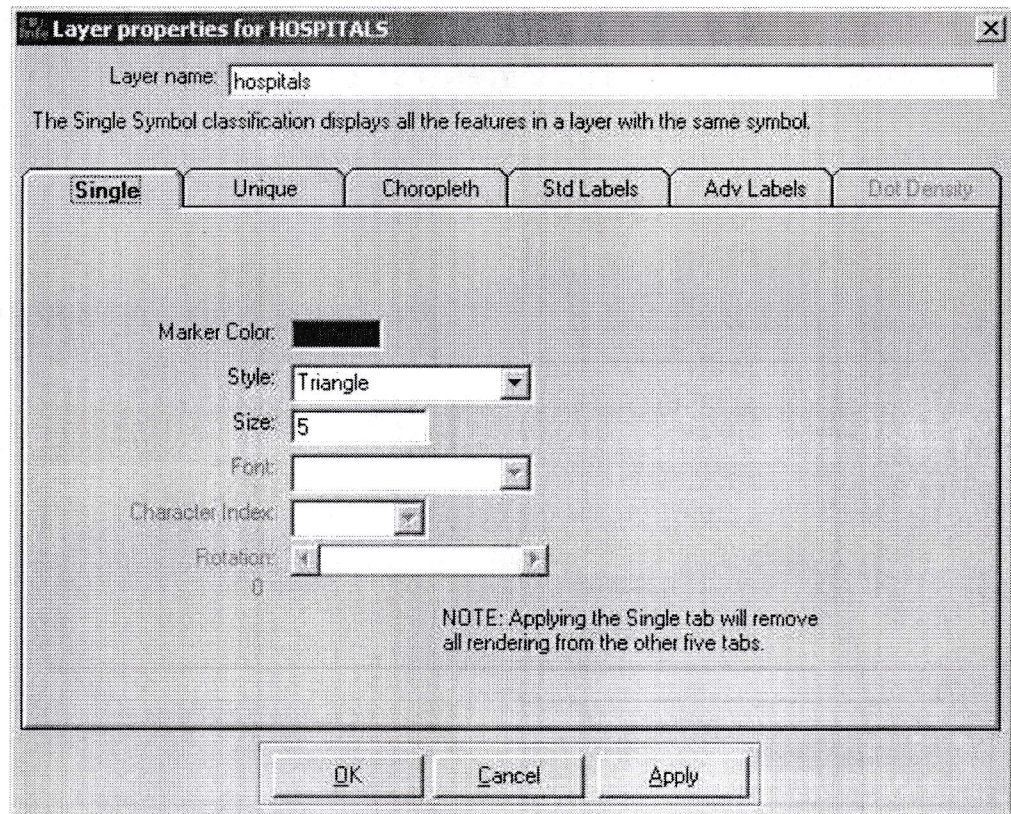 Layer properties for HOSPITALS
Layer name: hospitals
The Single Symbol classification displays all the features in a layer with the same symbol.
Single Unique Choropleth Std Labels Adv Labels Dot Density
Marker Color:
Style: Triangle
Size: 5
Font:
Character Index:
Rotation:
0
NOTE: Applying the Single tab will remove
all rendering from the other five tabs.
OK Cancel Apply